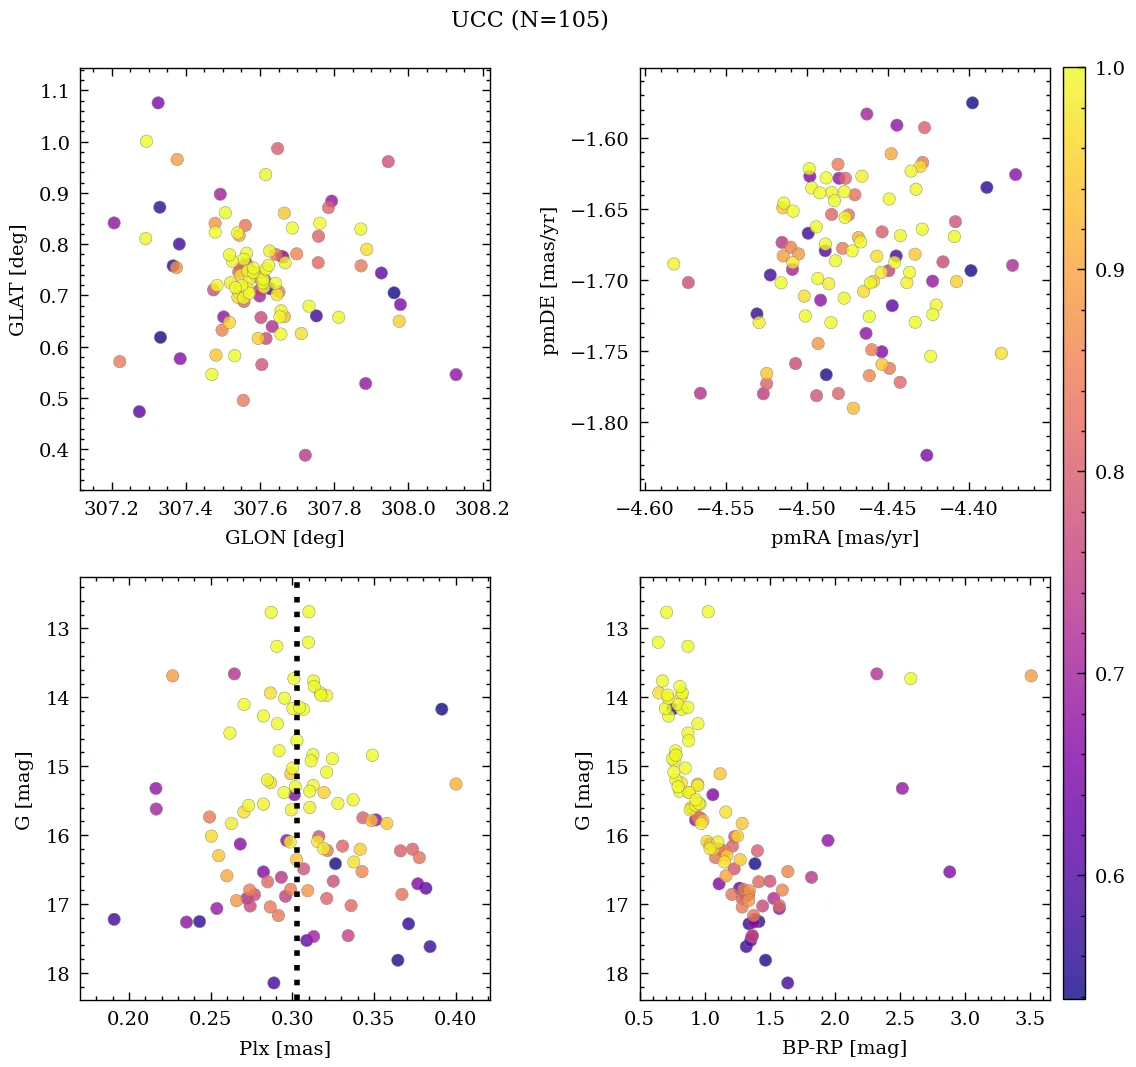 UCC (N=105)
1.1
1.0
0.9
0.8
0.7
0.6
0.5
0.4
GLAT [deg]
307.2 307.4 307.6 307.8 308.0 308.2
GLON [deg]
−1.60
−1.65
−1.70
−1.75
−1.80
pmDE [mas/yr]
−4.60 −4.55 −4.50 −4.45 −4.40
pmRA [mas/yr]
13
14
15
16
17
18
G [mag]
0.20 0.25 0.30 0.35 0.40
Plx [mas]
13
14
15
16
17
18
G [mag]
0.5 1.0 1.5 2.0 2.5 3.0 3.5
BP-RP [mag]
1.0
0.9
0.8
0.7
0.6